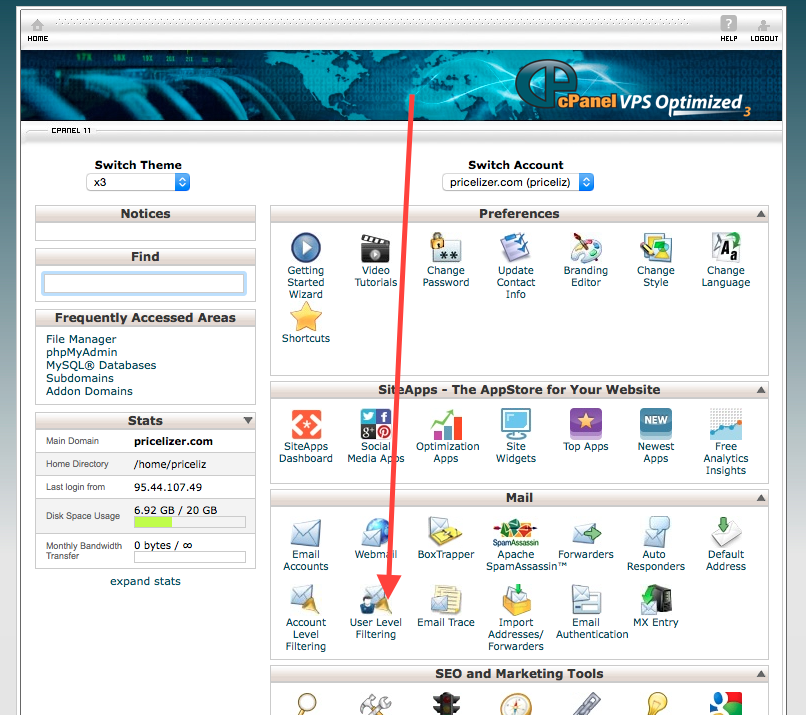 HOME
HELP
LOGOUT
cPanel VPS Optimized 3
CPANEL 11
Switch Theme
x3
Switch Account
pricelizer.com (priceliz)
Notices
Find
Frequently Accessed Areas
File Manager
phpMyAdmin
MySQL® Databases
Subdomains
Addon Domains
Stats
Main Domain pricelizer.com
Home Directory /home/priceliz
Last login from 95.44.107.49
Disk Space Usage 6.92 GB / 20 GB
Monthly Bandwidth
Transfer
0 bytes / ∞
expand stats
Preferences
Getting
Started
Wizard
Video
Tutorials
Change
Password
Update
Contact
Info
Branding
Editor
Change
Style
Change
Language
Shortcuts
SiteApps - The AppStore for Your Website
SiteApps
Dashboard
Social
Media Apps
Optimization
Apps
Site
Widgets
Top Apps
NEW
Newest
Apps
Free
Analytics
Insights
Mail
Email
Accounts
Webmail
BoxTrapper
SpamAssassin
Apache
SpamAssassin™
Forwarders
Auto
Responders
Default
Address
Account
Level
Filtering
User Level
Filtering
Email Trace
Import
Addresses/
Forwarders
Email
Authentication
MX Entry
SEO and Marketing Tools